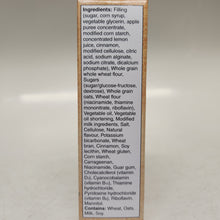 Ingredients: Filling
(sugar, corn syrup,
vegetable glycerin, apple
puree concentrate,
modified corn starch,
concentrated lemon
juice, cinnamon,
modified cellulose,
sodium alginate, sodium
citrate, citric acid,
sodium citrate, dicalcium
phosphate), Whole grain
whole wheat flour,
Sugars
(sugar/glucose-fructose,
dextrose), Whole grain
oats, Wheat flour
(niacinamide, thiamine
mononitrate, riboflavin),
Vegetable oil, Vegetable
oil shortening, Modified
milk ingredients, Salt,
Cellulose, Natural
flavour, Potassium
bicarbonate, Wheat
bran, Cinnamon, Soy
lecithin, Wheat gluten,
Corn starch,
Carrageenan,
Niacinamide, Guar gum,
Cholecalciferol (vitamin
D₃), Cyanocobalamin
(vitamin B₁₂), Thiamine
hydrochloride,
Pyridoxine hydrochloride
(vitamin B₆), Riboflavin,
Mannitol
Contains: Wheat, Oats,
Milk, Soy